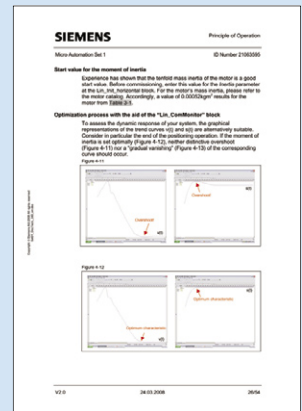 SIEMENS
Principle of Operation
Micro Automation Set 1
ID Number 21063085
Start value for the moment of inertia
Experience has shown that the tenfold mass inertia of the motor is a good
start value. Before commissioning, enter this value for the Inertia parameter
at the Lin_Init_horizontal block. For the motor's mass inertia, please refer to
the motor catalog. Accordingly, a value of 0.00052kgm² results for the
motor from Table 3-1.
Optimization process with the aid of the "Lin_ComMonitor" block
To assess the dynamic response of your system, the graphical
representations of the trend curves v(t) and s(t) are alternatively suitable.
Consider in particular the end of the positioning operation. If the moment of
inertia is set optimally (Figure 4-12), neither distinctive overshoot
(Figure 4-11) nor a "gradual vanishing" (Figure 4-13) of the corresponding
curve should occur.
Figure 4-11
Overshoot
v(t)
Overshoot
s(t)
Figure 4-12
Optimum characteristic
v(t)
Optimum characteristic
s(t)
V2.0
24.03.2008
26/54